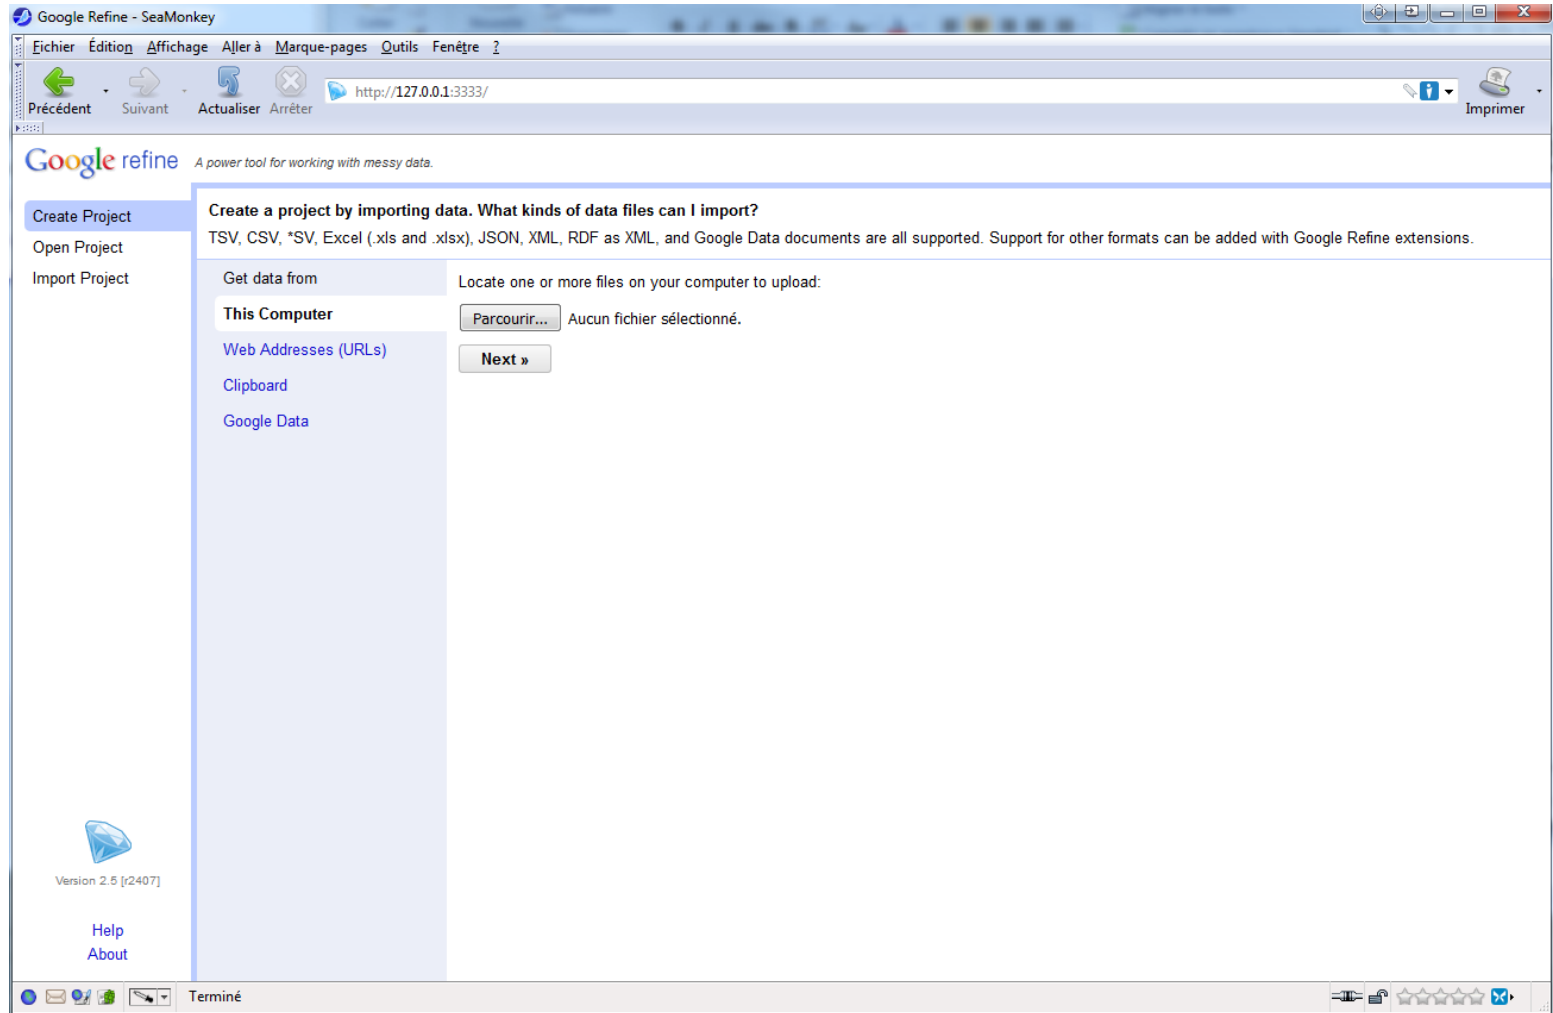 Google Refine - SeaMonkey
Fichier Édition Affichage Aller à Marque-pages Outils Fenêtre ?
Précédent Suivant Actualiser Arrêter http://127.0.0.1:3333/ Imprimer
Google refine A power tool for working with messy data.
Create Project
Open Project
Import Project
Create a project by importing data. What kinds of data files can I import?
TSV, CSV, *SV, Excel (.xls and .xlsx), JSON, XML, RDF as XML, and Google Data documents are all supported. Support for other formats can be added with Google Refine extensions.
Get data from
This Computer
Web Addresses (URLs)
Clipboard
Google Data
Locate one or more files on your computer to upload:
Parcourir... Aucun fichier sélectionné.
Next »
Version 2.5 [r2407]
Help
About
Terminé